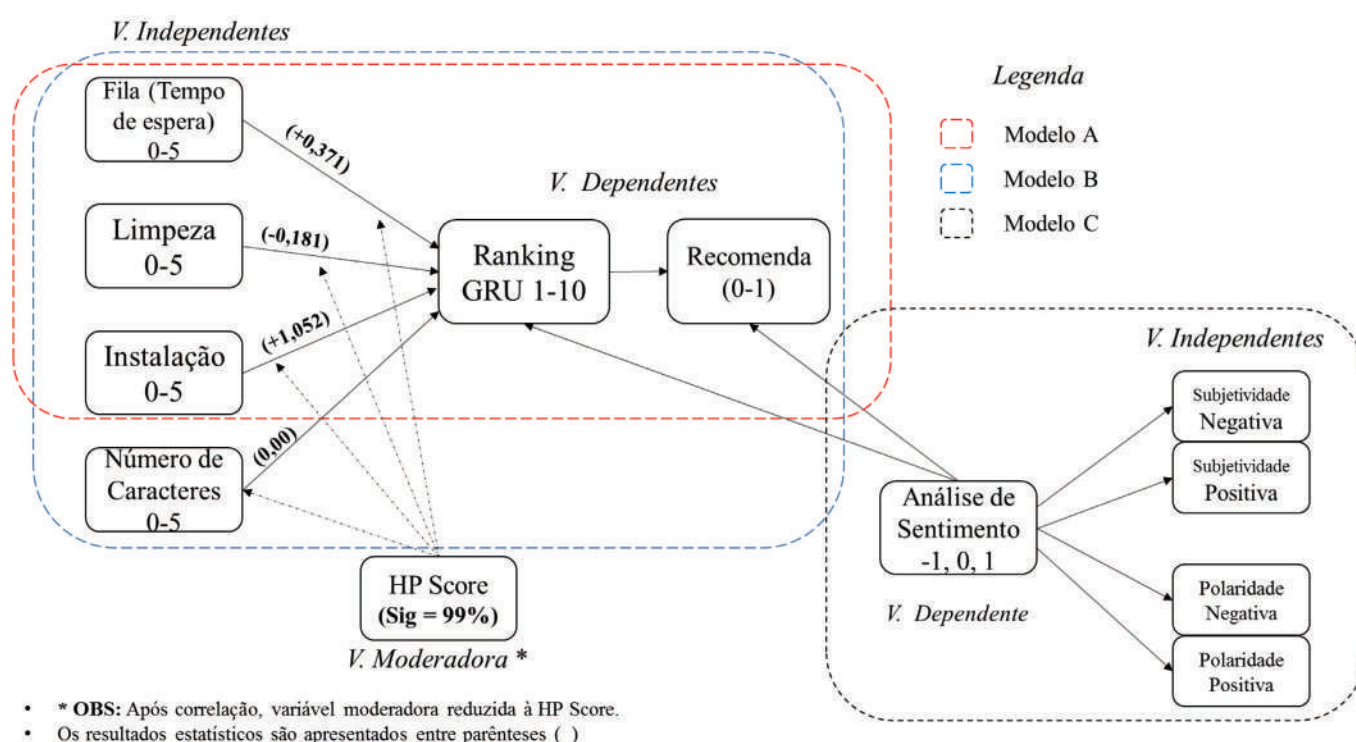 V. Independentes
Fila (Tempo
de espera)
0-5
(+0,371)
Limpeza
0-5
(-0,181)
Instalação
0-5
(+1,052)
Número de
Caracteres
0-5
(0,00)
V. Dependentes
Ranking
GRU 1-10
Recomenda
(0-1)
HP Score
(Sig = 99%)
V. Moderadora *
Legenda
Modelo A
Modelo B
Modelo C
V. Independentes
Subjetividade
Negativa
Subjetividade
Positiva
Análise de
Sentimento
-1, 0, 1
V. Dependente
Polaridade
Negativa
Polaridade
Positiva
• * OBS: Após correlação, variável moderadora reduzida à HP Score.
• Os resultados estatísticos são apresentados entre parênteses ( )